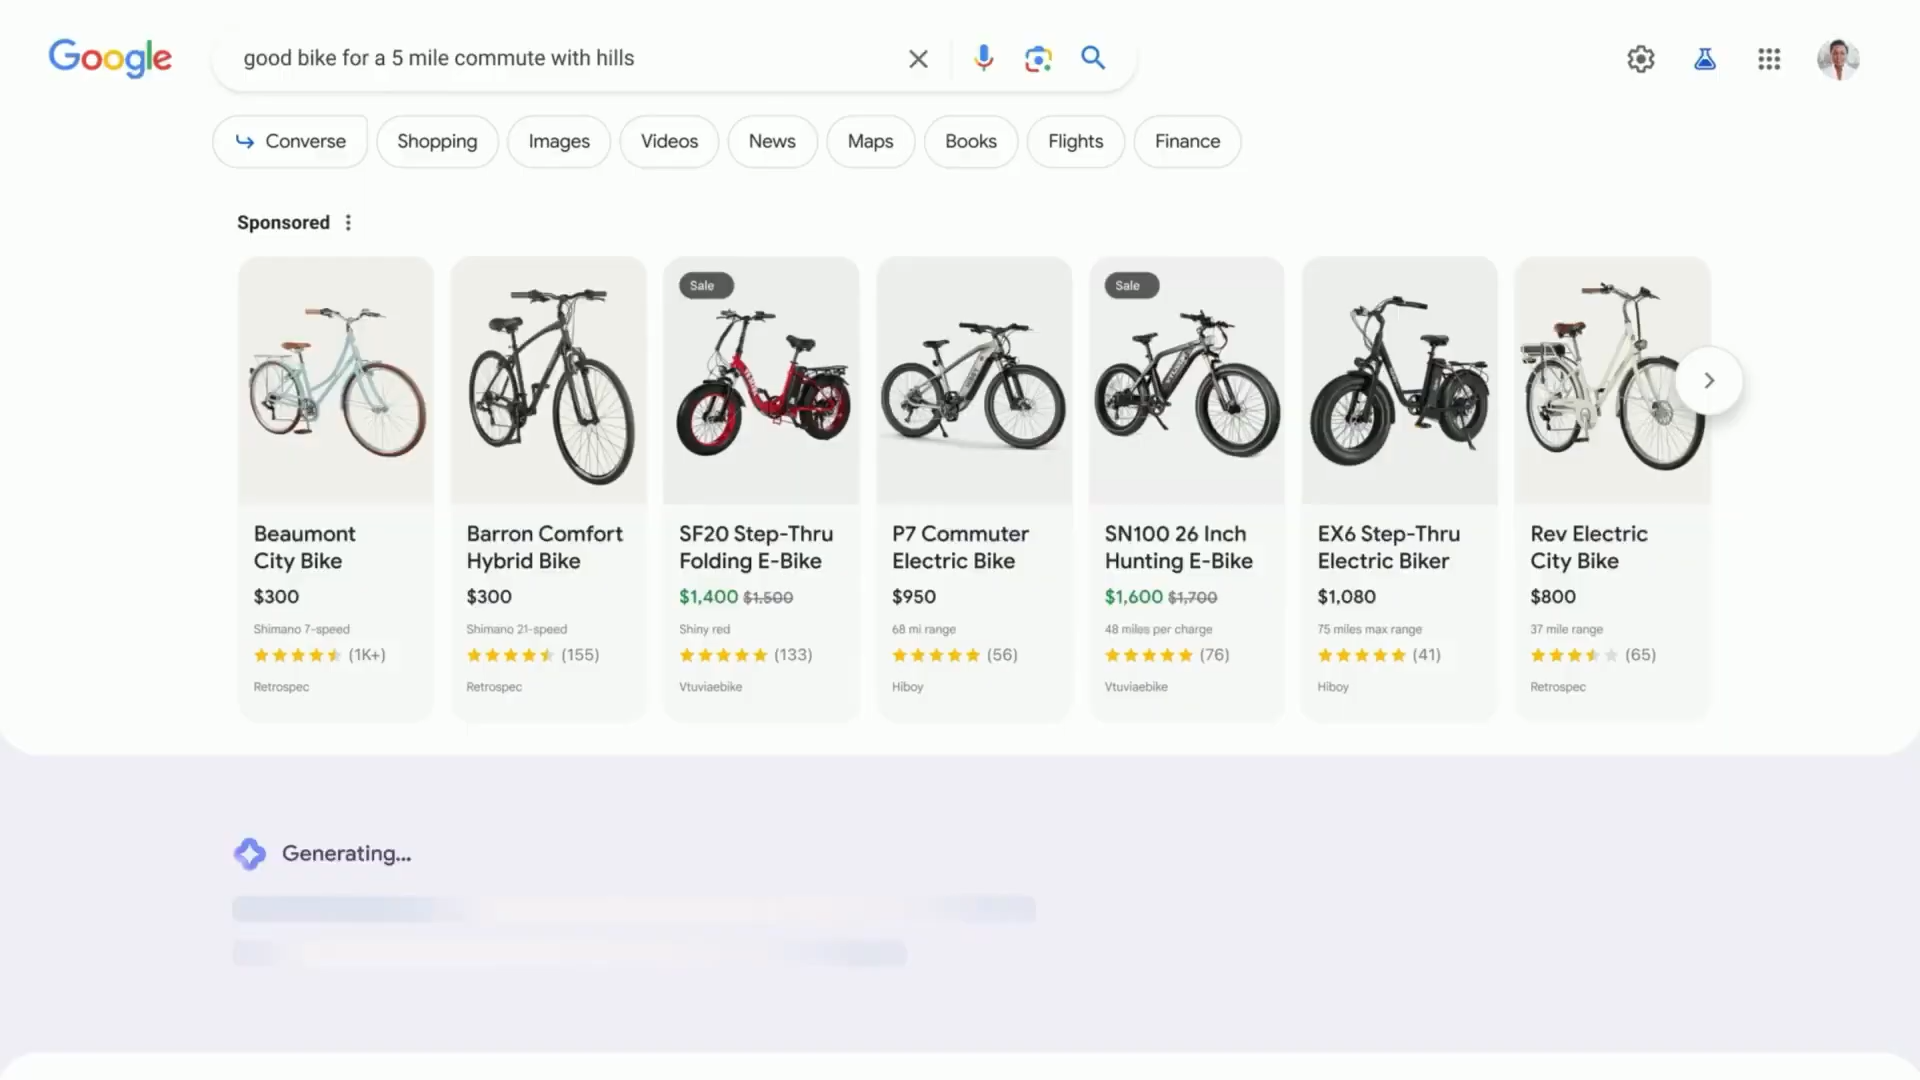 Google
good bike for a 5 mile commute with hills
Converse
Shopping
Images
Videos
News
Maps
Books
Flights
Finance
Sponsored
Beaumont
City Bike
$300
Shimano 7-speed
(1K+)
Retrospec
Barron Comfort
Hybrid Bike
$300
Shimano 21-speed
(155)
Retrospec
Sale
SF20 Step-Thru
Folding E-Bike
$1,400 $1,500
Shiny red
(133)
Vtuviaebike
P7 Commuter
Electric Bike
$950
68 mi range
(56)
Hiboy
Sale
SN100 26 Inch
Hunting E-Bike
$1,600 $1,700
48 miles per charge
(76)
Vtuviaebike
EX6 Step-Thru
Electric Biker
$1,080
75 miles max range
(41)
Hiboy
Rev Electric
City Bike
$800
37 mile range
(65)
Retrospec
Generating...